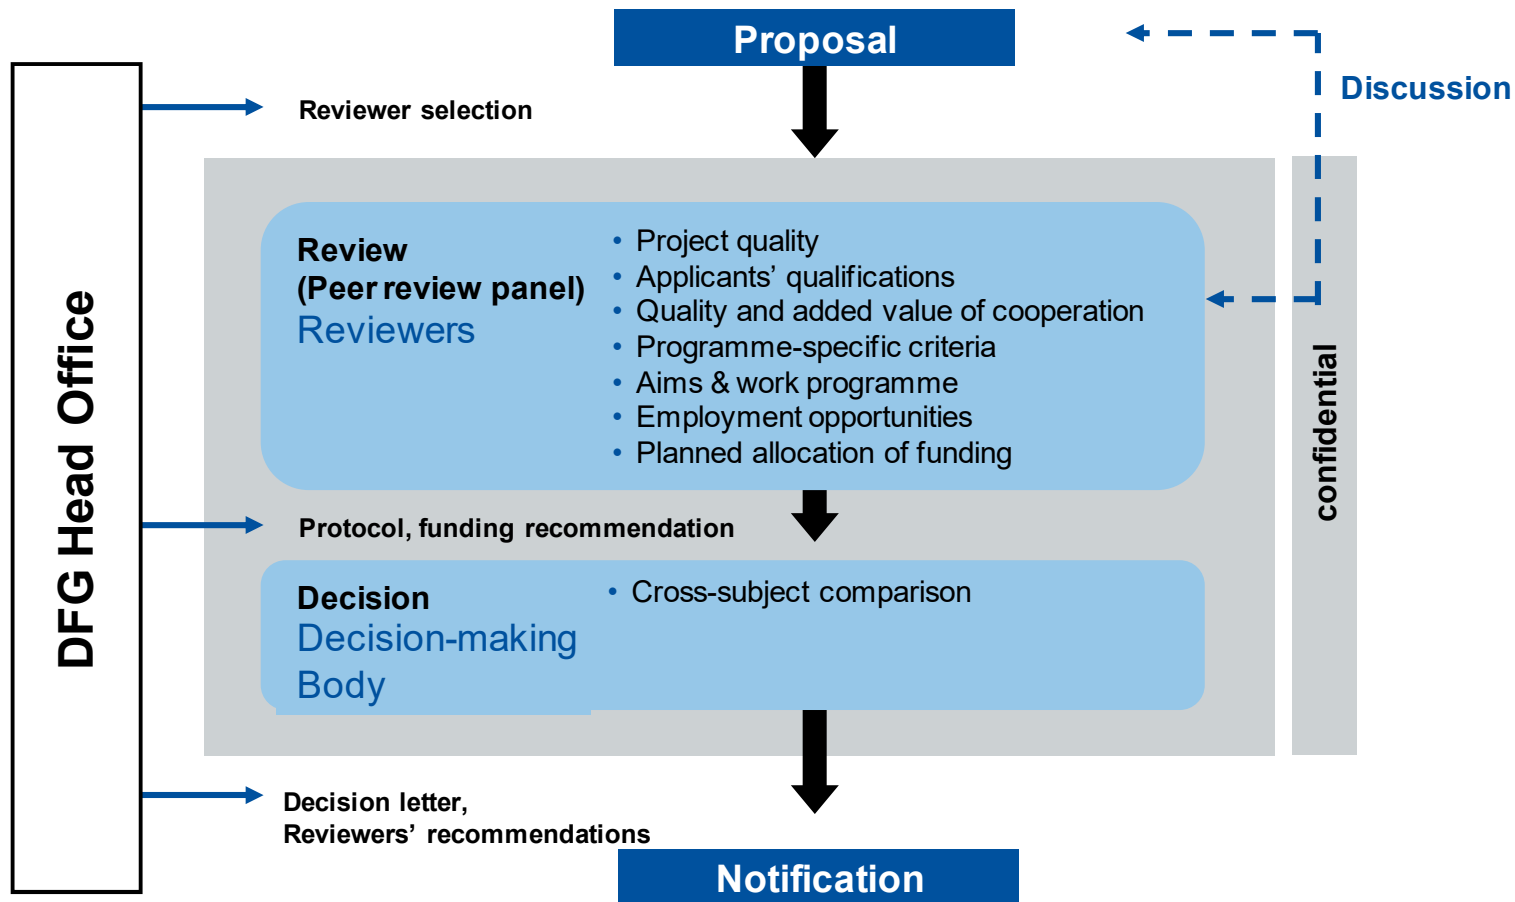 Proposal
Discussion
Reviewer selection
DFG Head Office
Review
(Peer review panel)
Reviewers
• Project quality
• Applicants’ qualifications
• Quality and added value of cooperation
• Programme-specific criteria
• Aims & work programme
• Employment opportunities
• Planned allocation of funding
confidential
Protocol, funding recommendation
Decision
Decision-making
Body
• Cross-subject comparison
Decision letter,
Reviewers’ recommendations
Notification